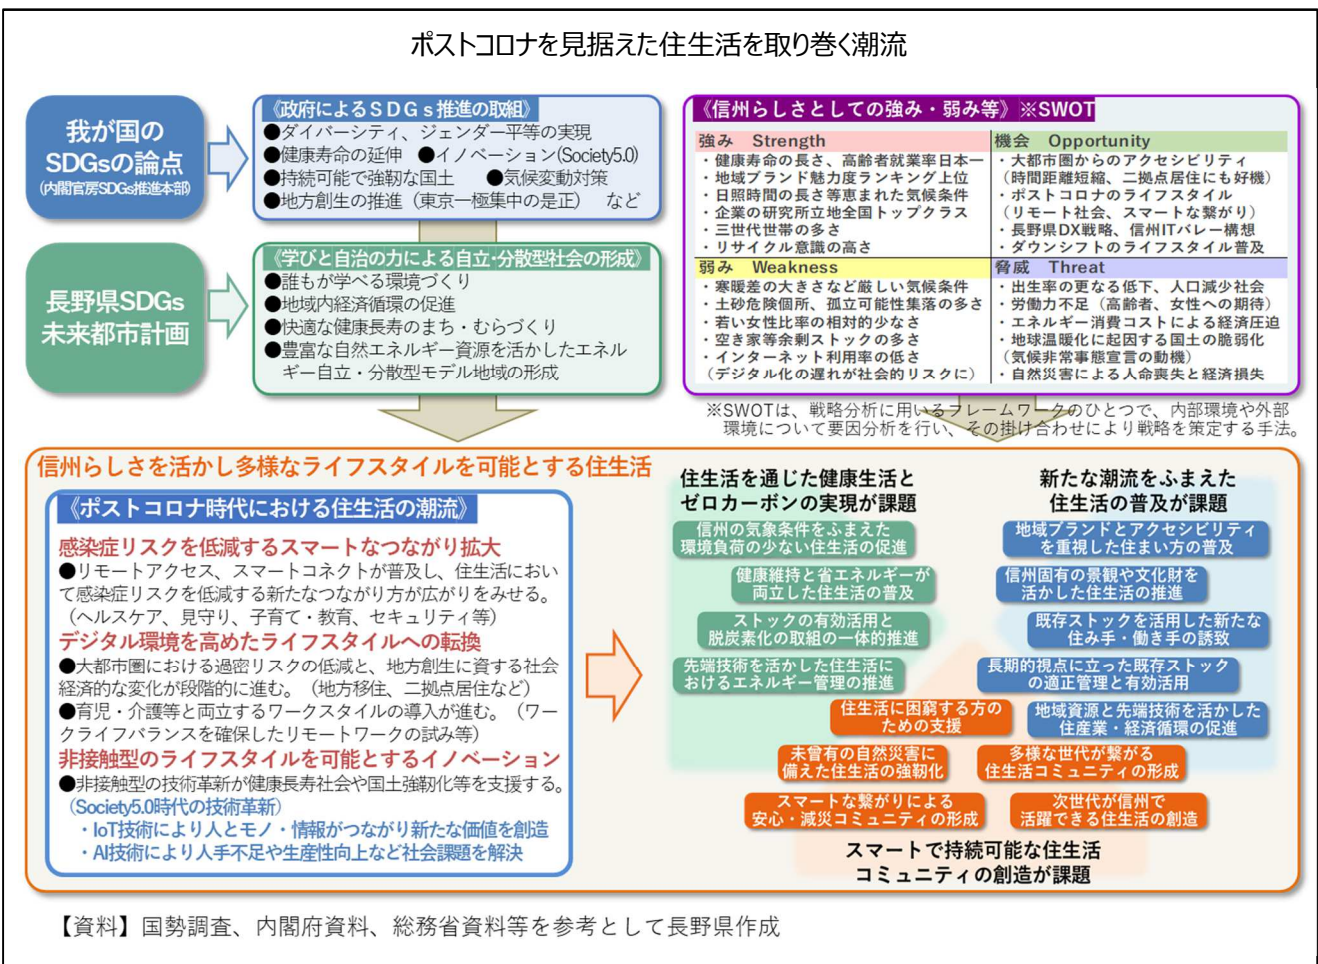 ポストコロナを見据えた住生活を取り巻く潮流
我が国の
SDGsの論点
(内閣官房SDGs推進本部)
《政府によるSDGs推進の取組》
●ダイバーシティ、ジェンダー平等の実現
●健康寿命の延伸 ●イノベーション(Society5.0)
●持続可能で強靭な国土 ●気候変動対策
●地方創生の推進（東京一極集中の是正） など
長野県SDGs
未来都市計画
《学びと自治の力による自立・分散型社会の形成》
●誰もが学べる環境づくり
●地域内経済循環の促進
●快適な健康長寿のまち・むらづくり
●豊富な自然エネルギー資源を活かしたエネル
ギー自立・分散型モデル地域の形成
《信州らしさとしての強み・弱み等》※SWOT
強み Strength
・健康寿命の長さ、高齢者就業率日本一
・地域ブランド魅力度ランキング上位
・日照時間の長さ等恵まれた気候条件
・企業の研究所立地全国トップクラス
・三世代世帯の多さ
・リサイクル意識の高さ
機会 Opportunity
・大都市圏からのアクセシビリティ
（時間距離短縮、二拠点居住にも好機）
・ポストコロナのライフスタイル
（リモート社会、スマートな繋がり）
・長野県DX戦略、信州ITバレー構想
・ダウンシフトのライフスタイル普及
弱み Weakness
・寒暖差の大きさなど厳しい気候条件
・土砂危険個所、孤立可能性集落の多さ
・若い女性比率の相対的少なさ
・空き家等余剰ストックの多さ
・インターネット利用率の低さ
（デジタル化の遅れが社会的リスクに）
脅威 Threat
・出生率の更なる低下、人口減少社会
・労働力不足（高齢者、女性への期待）
・エネルギー消費コストによる経済圧迫
・地球温暖化に起因する国土の脆弱化
（気候非常事態宣言の動機）
・自然災害による人命喪失と経済損失
※SWOTは、戦略分析に用いるフレームワークのひとつで、内部環境や外部
環境について要因分析を行い、その掛け合わせにより戦略を策定する手法。
信州らしさを活かし多様なライフスタイルを可能とする住生活
《ポストコロナ時代における住生活の潮流》
感染症リスクを低減するスマートなつながり拡大
●リモートアクセス、スマートコネクトが普及し、住生活におい
て感染症リスクを低減する新たなつながり方が広がりをみせる。
（ヘルスケア、見守り、子育て・教育、セキュリティ等）
デジタル環境を高めたライフスタイルへの転換
●大都市圏における過密リスクの低減と、地方創生に資する社会
経済的な変化が段階的に進む。（地方移住、二拠点居住など）
●育児・介護等と両立するワークスタイルの導入が進む。（ワー
クライフバランスを確保したリモートワークの試み等）
非接触型のライフスタイルを可能とするイノベーション
●非接触型の技術革新が健康長寿社会や国土強靭化等を支援する。
（Society5.0時代の技術革新）
・IoT技術により人とモノ・情報がつながり新たな価値を創造
・AI技術により人手不足や生産性向上など社会課題を解決
住生活を通じた健康生活と
ゼロカーボンの実現が課題
信州の気象条件をふまえた
環境負荷の少ない住生活の促進
健康維持と省エネルギーが
両立した住生活の普及
ストックの有効活用と
脱炭素化の取組の一体的推進
先端技術を活かした住生活に
おけるエネルギー管理の推進
新たな潮流をふまえた
住生活の普及が課題
地域ブランドとアクセシビリティ
を重視した住まい方の普及
信州固有の景観や文化財を
活かした住生活の推進
既存ストックを活用した新たな
住み手・働き手の誘致
長期的視点に立った既存ストック
の適正管理と有効活用
地域資源と先端技術を活かした
住産業・経済循環の促進
住生活に困窮する方の
ための支援
未曾有の自然災害に
備えた住生活の強靭化
多様な世代が繋がる
住生活コミュニティの形成
スマートな繋がりによる
安心・減災コミュニティの形成
次世代が信州で
活躍できる住生活の創造
スマートで持続可能な住生活
コミュニティの創造が課題
【資料】国勢調査、内閣府資料、総務省資料等を参考として長野県作成